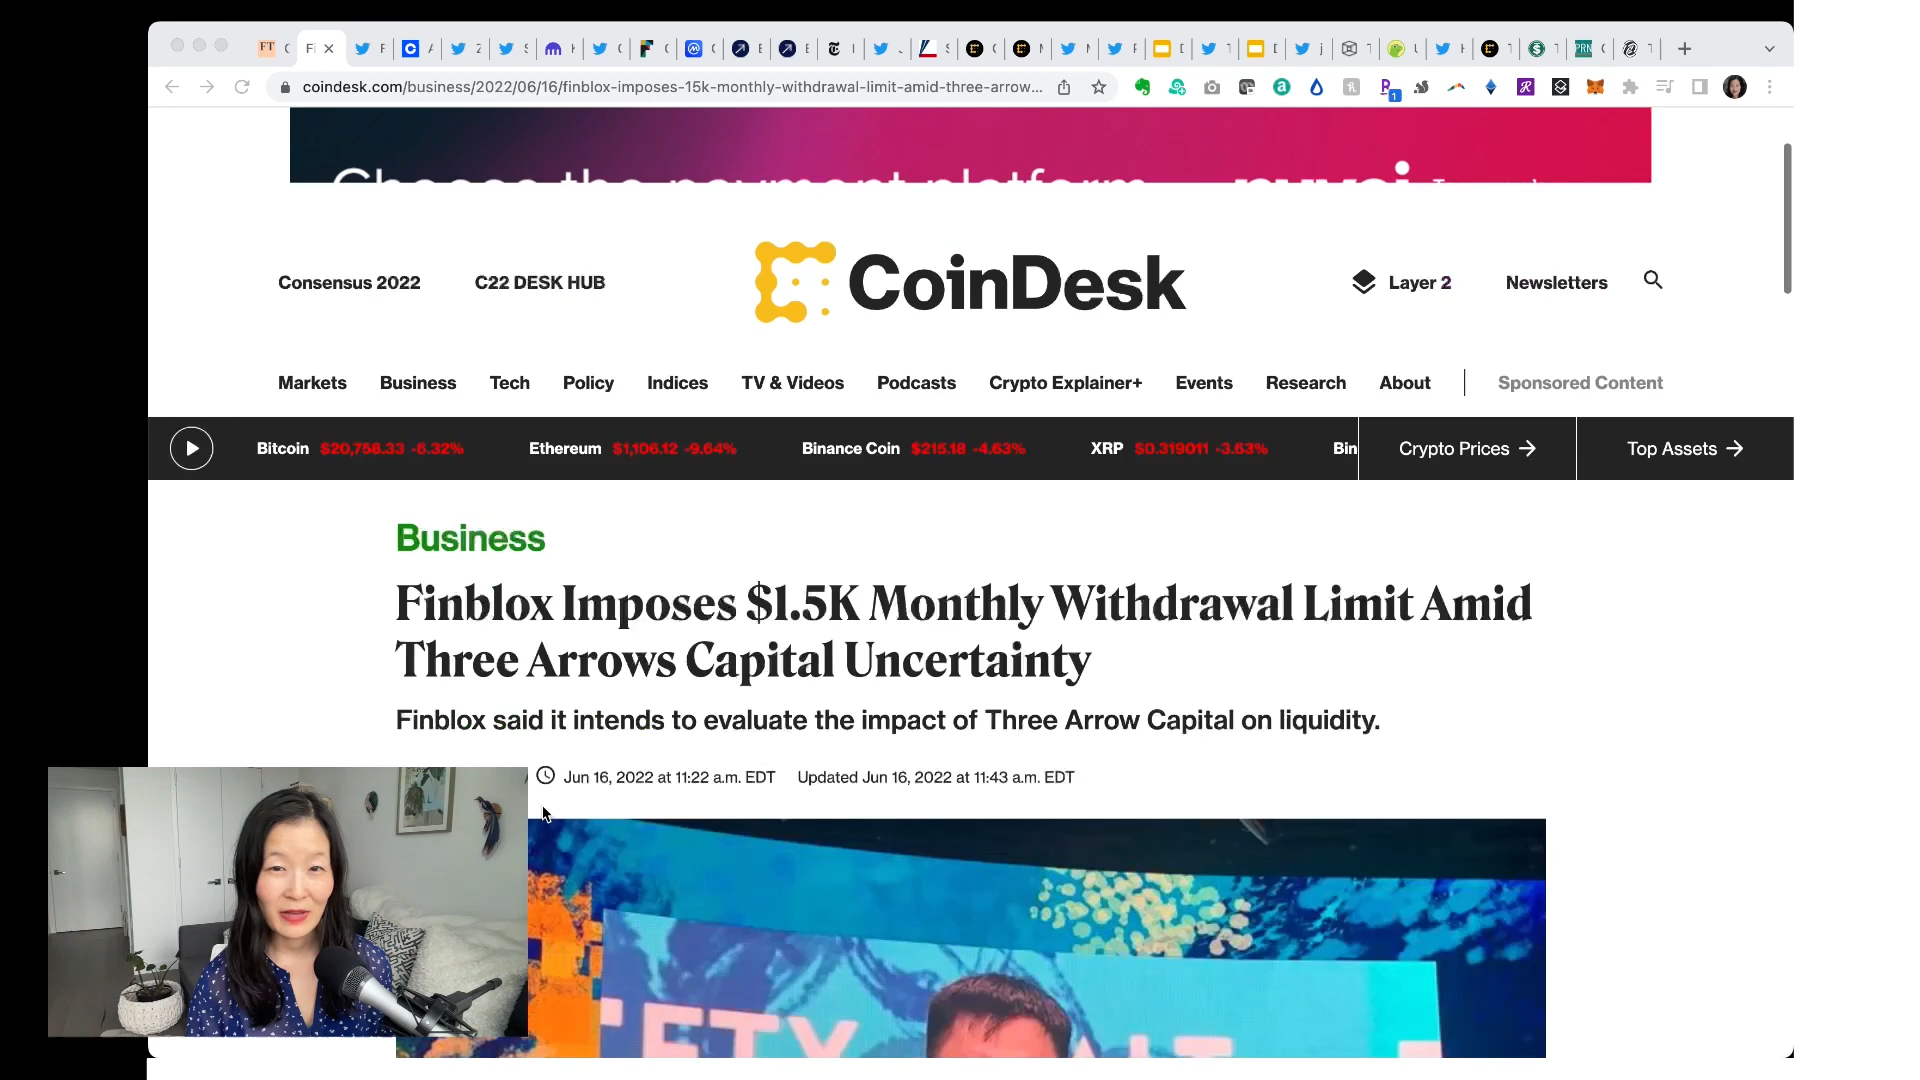 coindesk.com/business/2022/06/16/finblox-imposes-15k-monthly-withdrawal-limit-amid-three-arrow...
Choose the payment platform
Consensus 2022
C22 DESK HUB
CoinDesk
Layer 2
Newsletters
Markets Business Tech Policy Indices TV & Videos Podcasts Crypto Explainer+ Events Research About Sponsored Content
Bitcoin $20,758.33 -6.32% Ethereum $1,106.12 -9.64% Binance Coin $215.18 -4.63% XRP $0.319011 -3.63% Bin Crypto Prices → Top Assets →
Business
Finblox Imposes $1.5K Monthly Withdrawal Limit Amid
Three Arrows Capital Uncertainty
Finblox said it intends to evaluate the impact of Three Arrow Capital on liquidity.
Jun 16, 2022 at 11:22 a.m. EDT Updated Jun 16, 2022 at 11:43 a.m. EDT